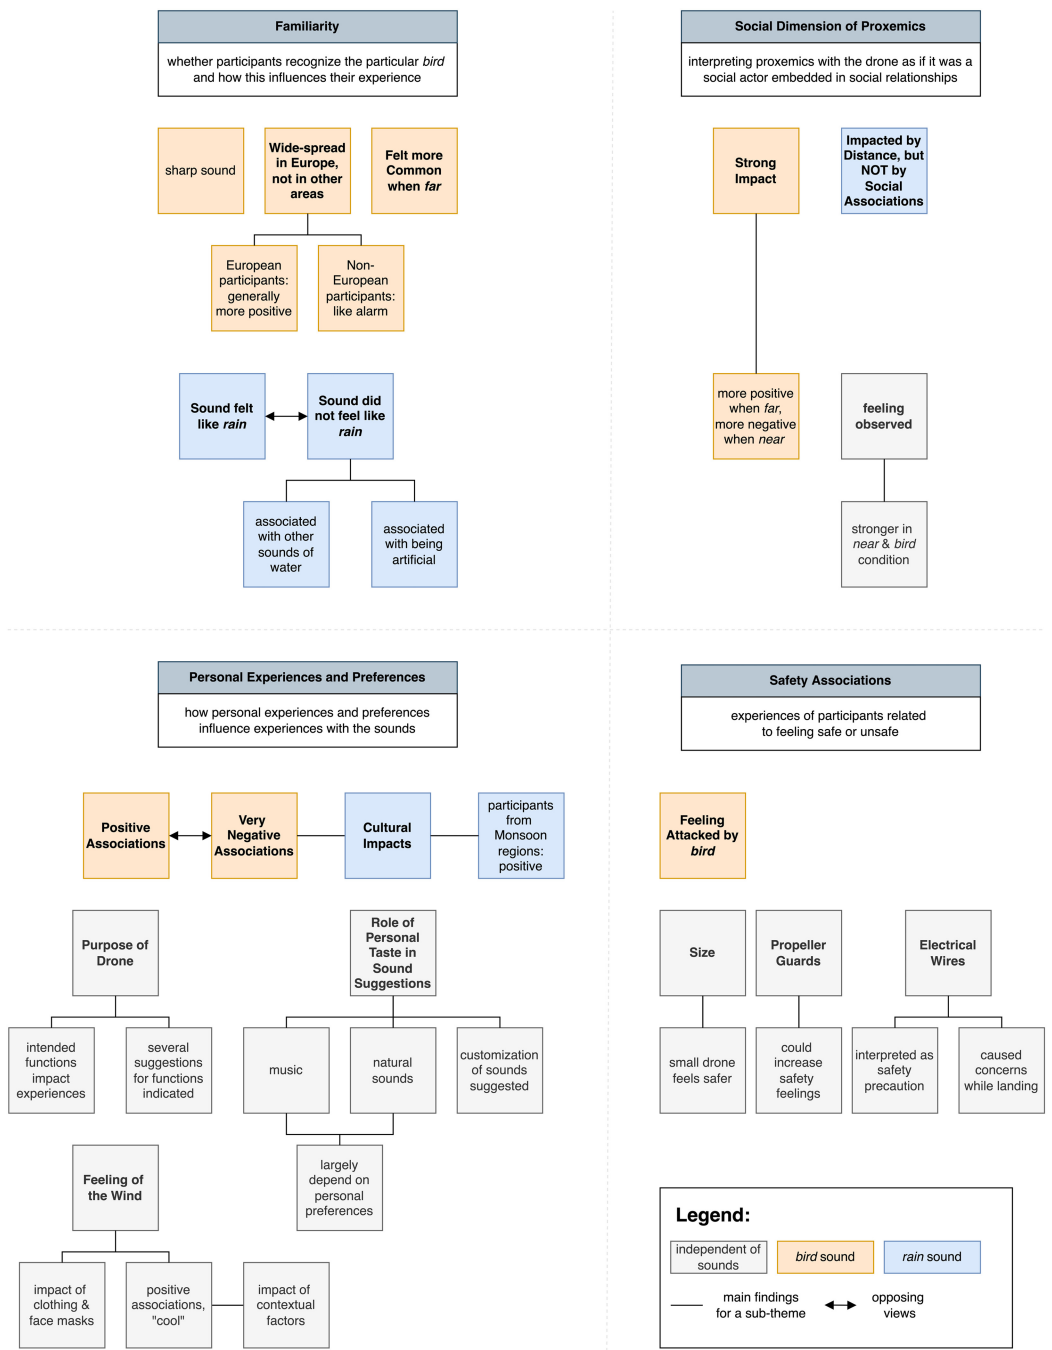 Familiarity
whether participants recognize the particular bird
and how this influences their experience
sharp sound
Wide-spread
in Europe,
not in other
areas
Felt more
Common
when far
European
participants:
generally
more positive
Non-
European
participants:
like alarm
Sound felt
like rain
Sound did
not feel like
rain
associated
with other
sounds of
water
associated
with being
artificial
Social Dimension of Proxemics
interpreting proxemics with the drone as if it was a
social actor embedded in social relationships
Strong
Impact
Impacted by
Distance, but
NOT by
Social
Associations
more positive
when far,
more negative
when near
feeling
observed
stronger in
near & bird
condition
Personal Experiences and Preferences
how personal experiences and preferences
influence experiences with the sounds
Positive
Associations
Very
Negative
Associations
Cultural
Impacts
participants
from
Monsoon
regions:
positive
Purpose of
Drone
intended
functions
impact
experiences
several
suggestions
for functions
indicated
Role of
Personal
Taste in
Sound
Suggestions
music
natural
sounds
customization
of sounds
suggested
largely
depend on
personal
preferences
Feeling of
the Wind
impact of
clothing &
face masks
positive
associations,
"cool"
impact of
contextual
factors
Safety Associations
experiences of participants related
to feeling safe or unsafe
Feeling
Attacked by
bird
Size
Propeller
Guards
Electrical
Wires
small drone
feels safer
could
increase
safety
feelings
interpreted as
safety
precaution
caused
concerns
while landing
Legend:
independent of
sounds
bird sound
rain sound
main findings
for a sub-theme
opposing
views